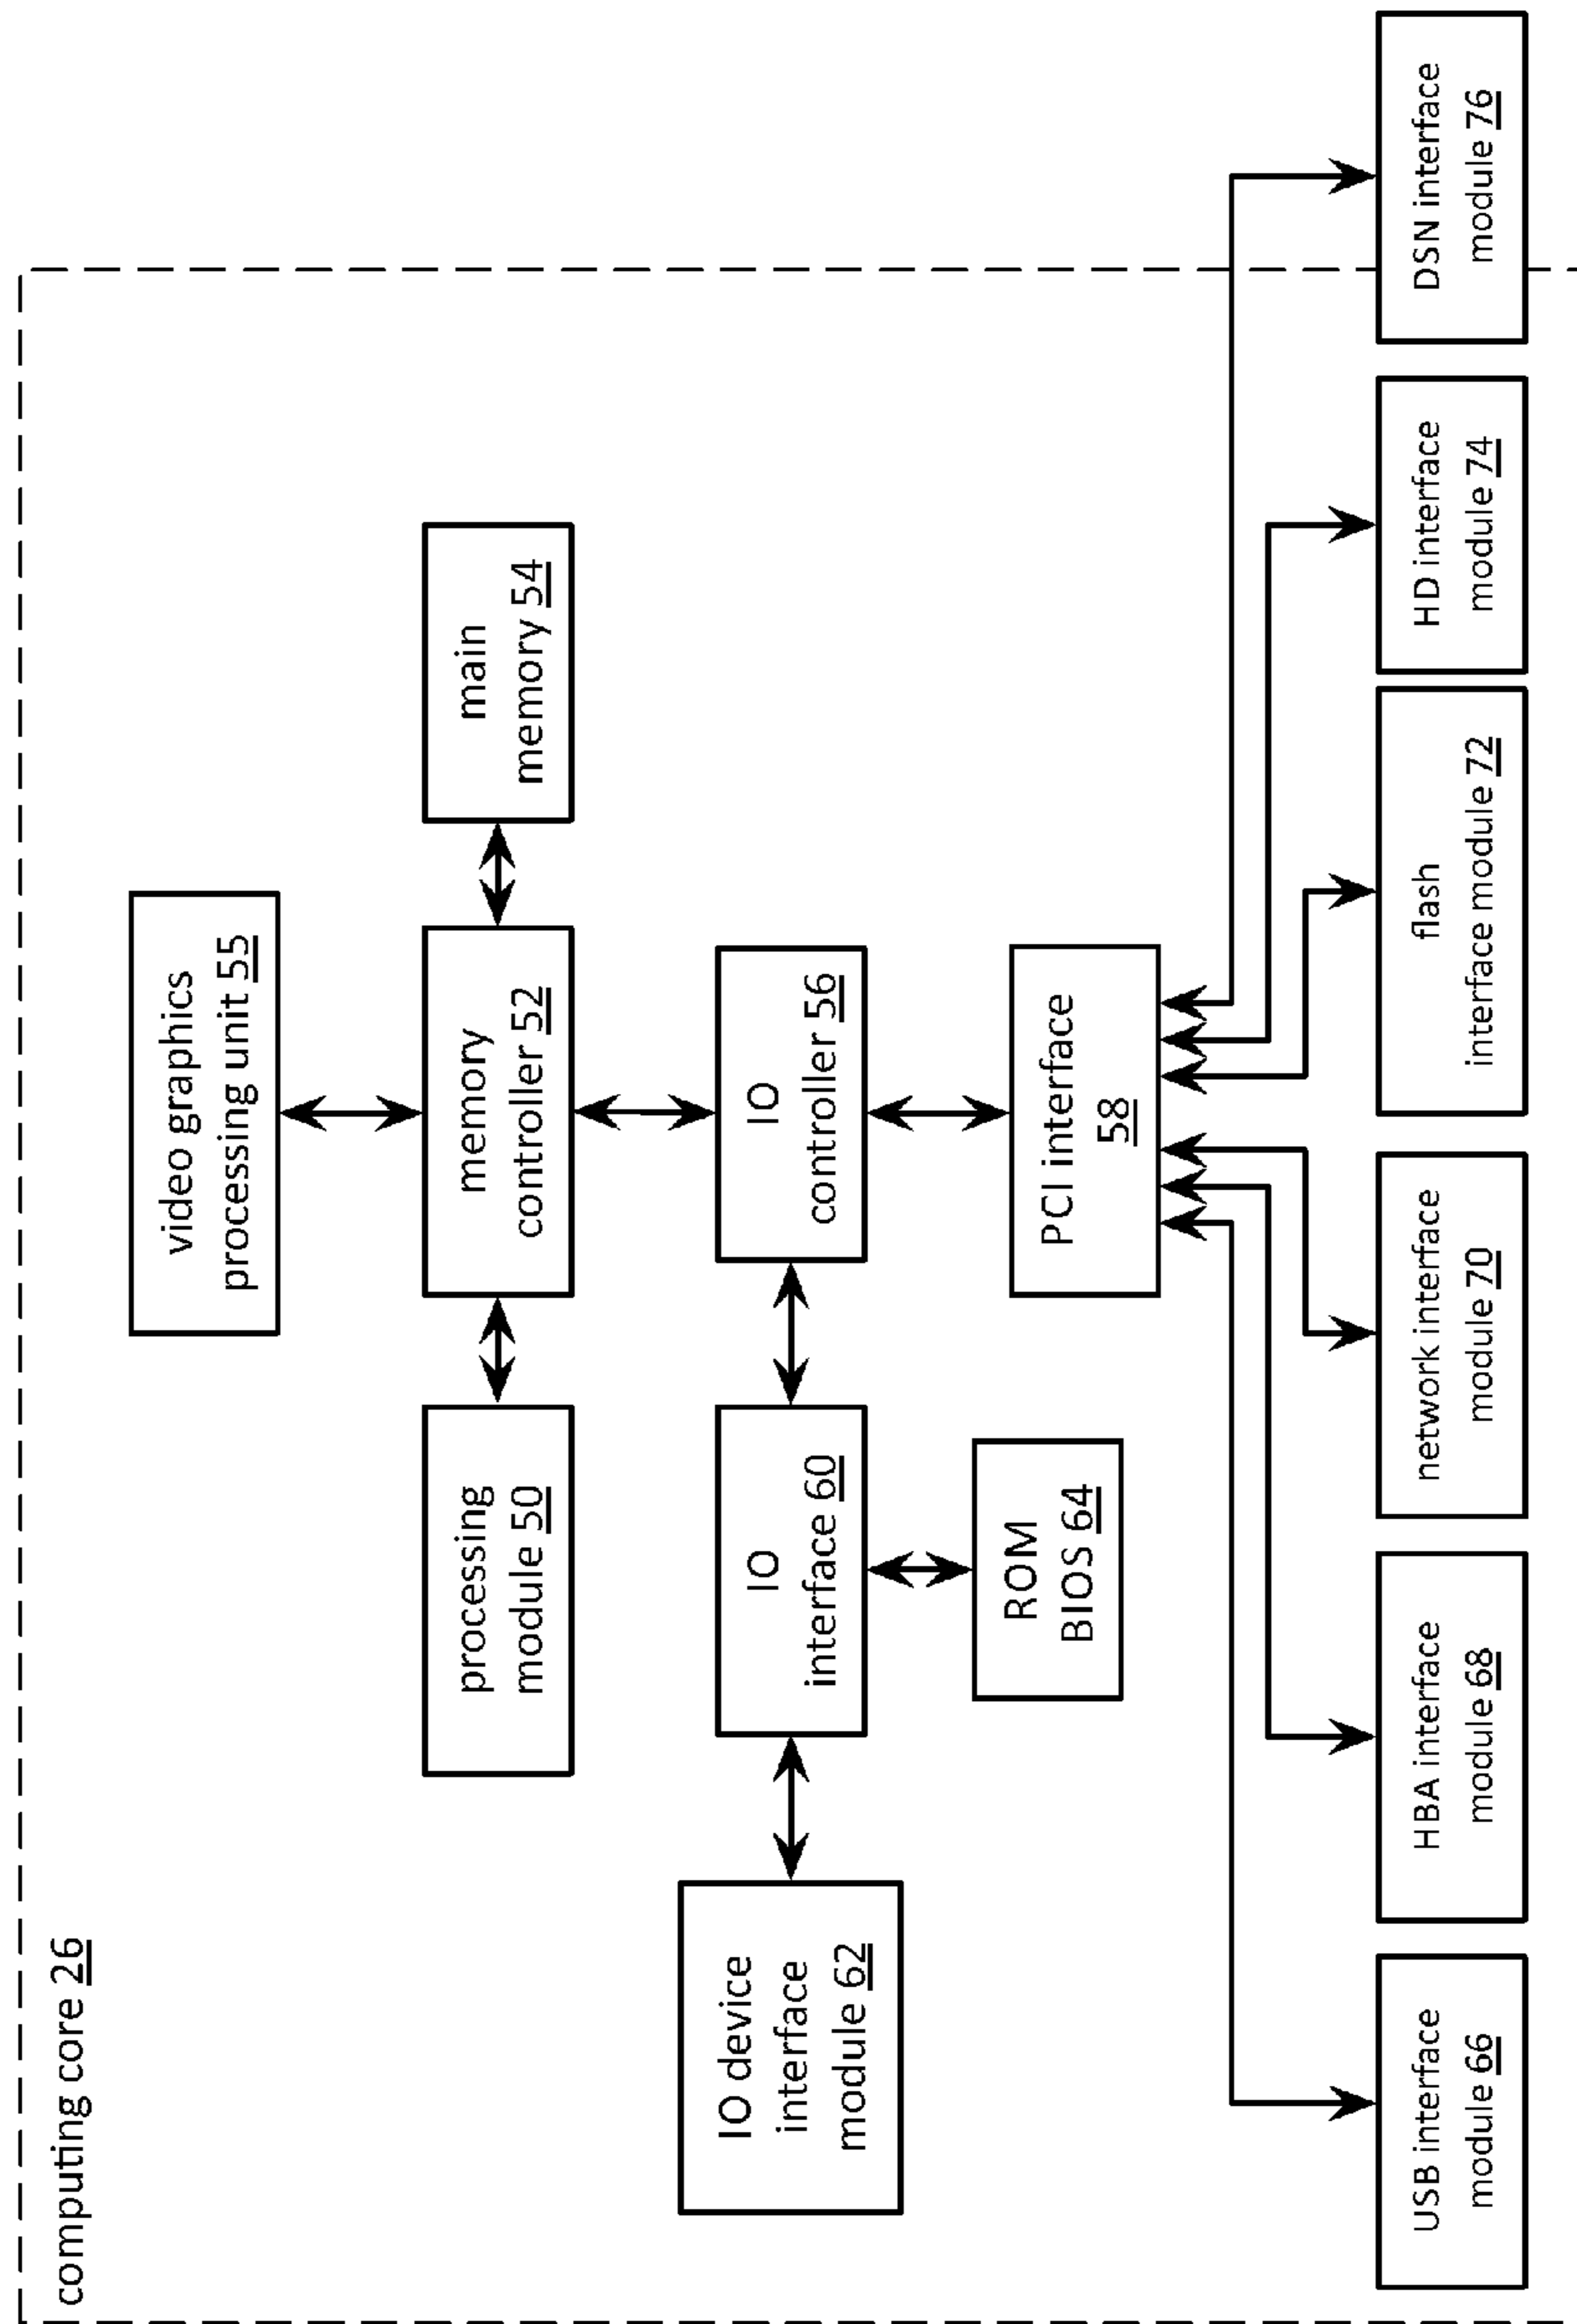 computing core 26
video graphics
processing unit 55
processing
module 50
memory
controller 52
main
memory 54
IO device
interface
module 62
IO
interface 60
IO
controller 56
ROM
BIOS 64
PCI interface
58
USB interface
module 66
HBA interface
module 68
network interface
module 70
flash
interface module 72
HD interface
module 74
DSN interface
module 76